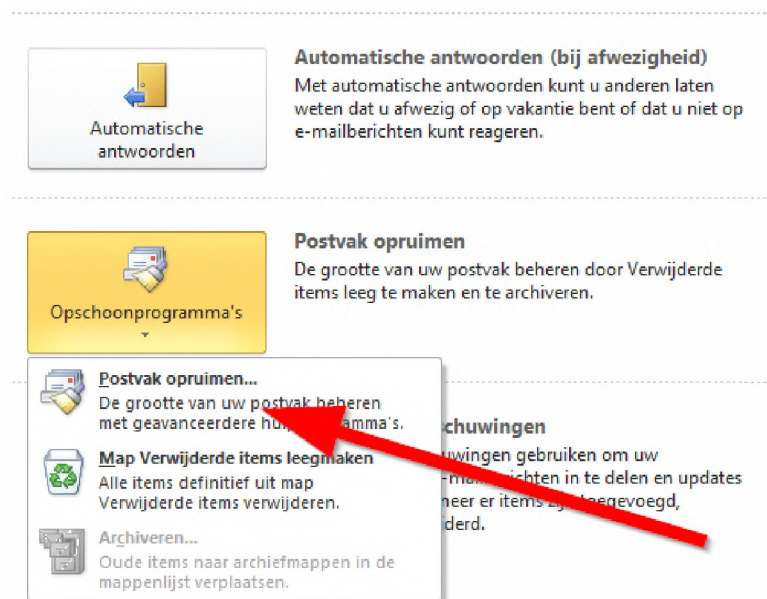 Automatische antwoorden (bij afwezigheid)
Met automatische antwoorden kunt u anderen laten
weten dat u afwezig of op vakantie bent of dat u niet op
e-mailberichten kunt reageren.
Automatische
antwoorden
Postvak opruimen
De grootte van uw postvak beheren door Verwijderde
items leeg te maken en te archiveren.
Opschoonprogramma's
Postvak opruimen...
De grootte van uw postvak beheren
met geavanceerdere
Map Verwijderde items leegmaken
Alle items definitief uit map
Verwijderde items verwijderen.
Archiveren...
Oude items naar archiefmappen in de
mappenlijst verplaatsen.
schuwingen
uwingen gebruiken om uw
in te delen en updates
neer er items zijn toegevoegd,
derd.